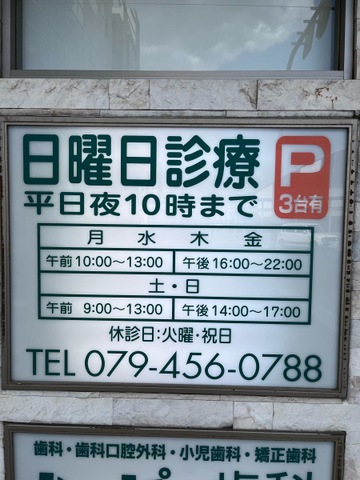 日曜日診療
P
平日夜10時まで
3台有
月 水 木 金
午前 10:00～13:00 午後 16:00～22:00
土・日
午前 9:00～13:00 午後 14:00～17:00
休診日:火曜・祝日
TEL 079-456-0788
歯科・歯科口腔外科・小児歯科・矯正歯科